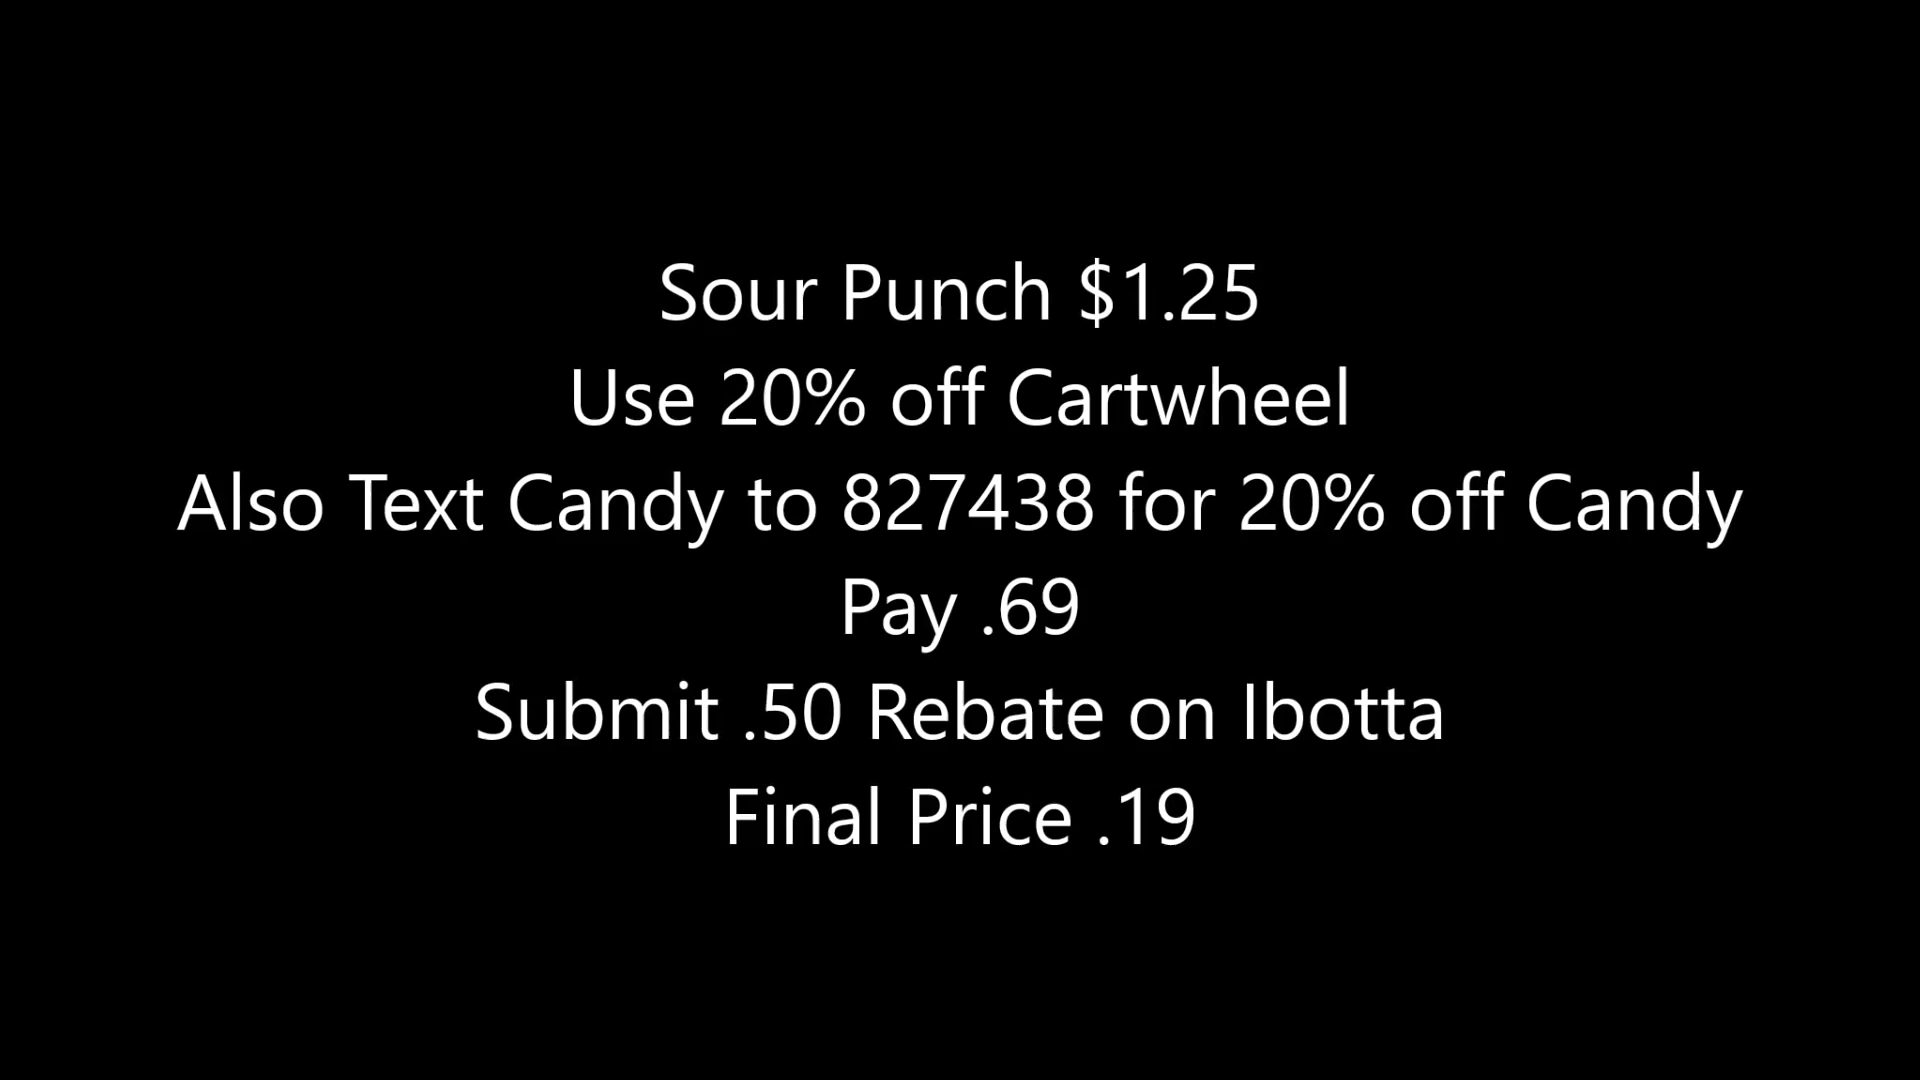 Sour Punch $1.25
Use 20% off Cartwheel
Also Text Candy to 827438 for 20% off Candy
Pay .69
Submit .50 Rebate on Ibotta
Final Price .19